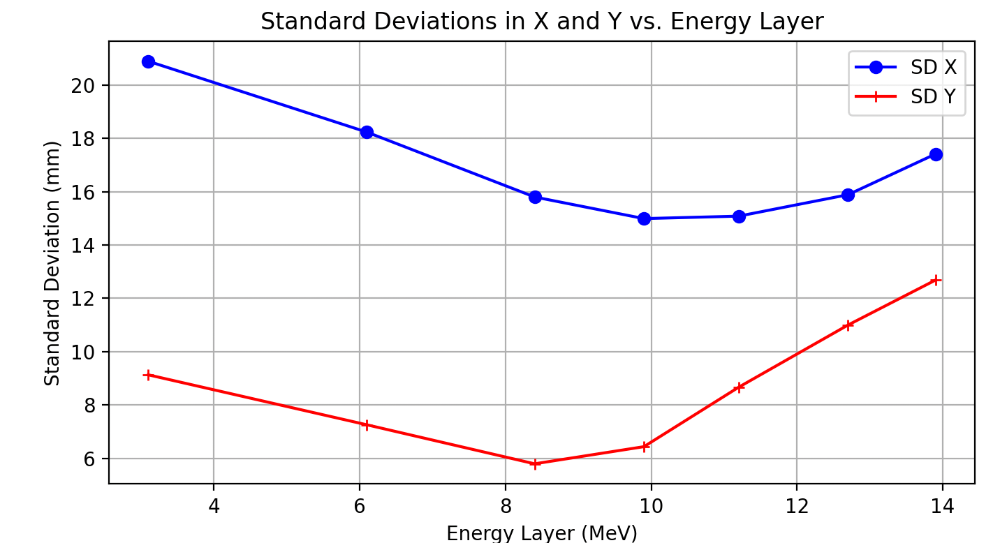 Standard Deviations in X and Y vs. Energy Layer
SD X
SD Y
Standard Deviation (mm)
20
18
16
14
12
10
8
6
4 6 8 10 12 14
Energy Layer (MeV)